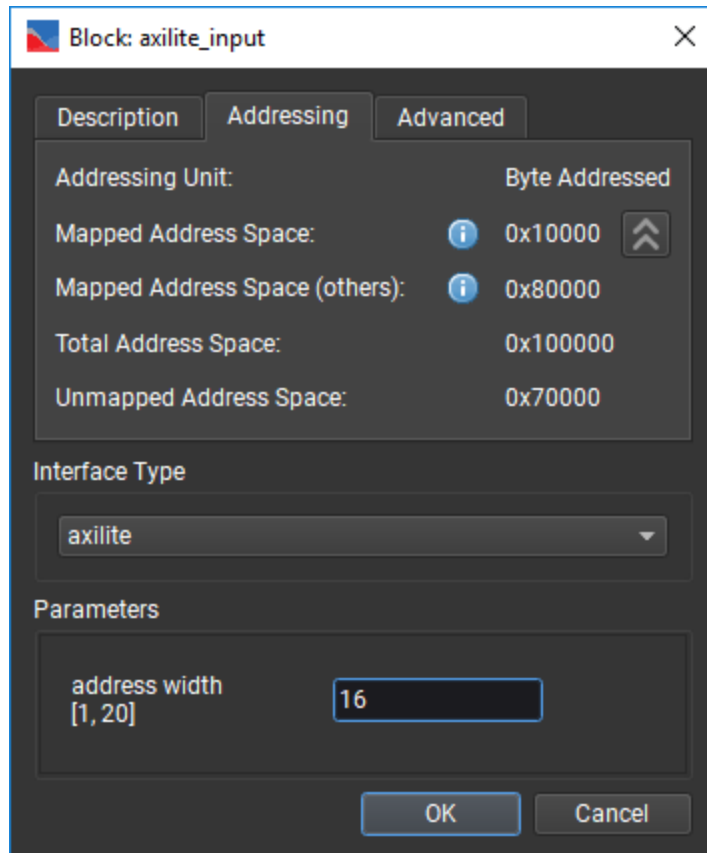 Block: axilite_input
Description Addressing Advanced
Addressing Unit: Byte Addressed
Mapped Address Space: 0x10000
Mapped Address Space (others): 0x80000
Total Address Space: 0x100000
Unmapped Address Space: 0x70000
Interface Type
axilite
Parameters
address width
[1, 20]
16
OK Cancel